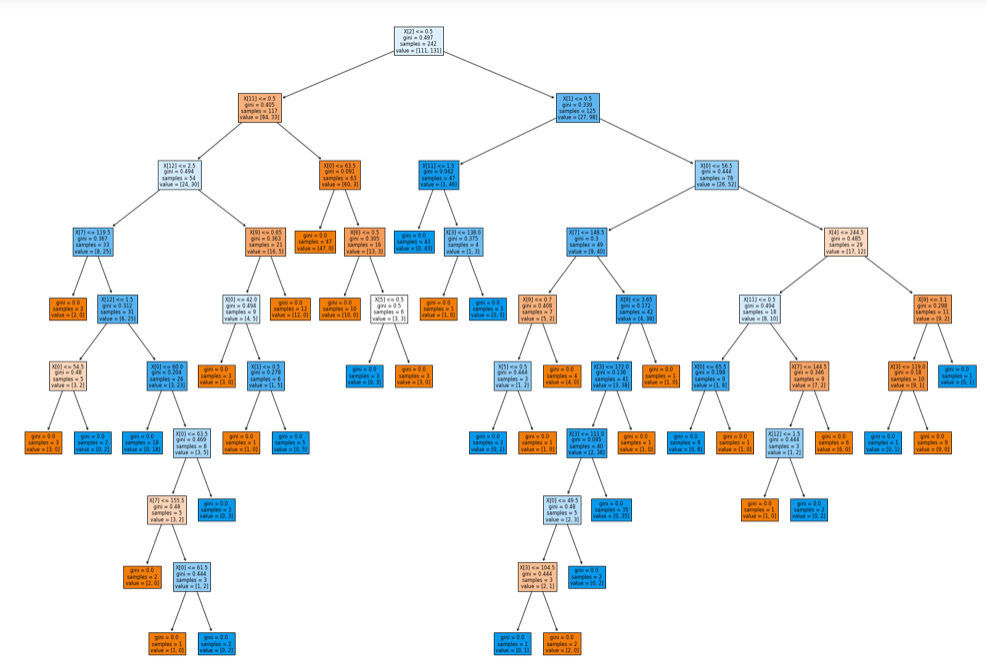 X[2] <= 0.5
gini = 0.497
samples = 242
value = [111, 131]
X[11] <= 0.5
gini = 0.405
samples = 117
value = [84, 33]
X[1] <= 0.5
gini = 0.339
samples = 125
value = [27, 98]
X[12] <= 2.5
gini = 0.494
samples = 54
value = [24, 30]
X[0] <= 63.5
gini = 0.091
samples = 63
value = [60, 3]
X[11] <= 1.5
gini = 0.042
samples = 47
value = [1, 46]
X[0] <= 56.5
gini = 0.444
samples = 78
value = [26, 52]
X[7] <= 119.5
gini = 0.367
samples = 33
value = [8, 25]
X[9] <= 0.65
gini = 0.363
samples = 21
value = [16, 5]
gini = 0.0
samples = 47
value = [47, 0]
X[6] <= 0.5
gini = 0.305
samples = 16
value = [13, 3]
gini = 0.0
samples = 43
value = [0, 43]
X[3] <= 138.0
gini = 0.375
samples = 4
value = [1, 3]
X[7] <= 148.5
gini = 0.3
samples = 49
value = [9, 40]
X[4] <= 244.5
gini = 0.485
samples = 29
value = [17, 12]
gini = 0.0
samples = 2
value = [2, 0]
X[12] <= 1.5
gini = 0.312
samples = 31
value = [6, 25]
X[0] <= 42.0
gini = 0.494
samples = 9
value = [4, 5]
gini = 0.0
samples = 12
value = [12, 0]
gini = 0.0
samples = 10
value = [10, 0]
X[5] <= 0.5
gini = 0.5
samples = 6
value = [3, 3]
gini = 0.0
samples = 1
value = [1, 0]
gini = 0.0
samples = 3
value = [0, 3]
X[9] <= 0.7
gini = 0.408
samples = 7
value = [5, 2]
X[9] <= 3.65
gini = 0.172
samples = 42
value = [4, 38]
X[11] <= 0.5
gini = 0.494
samples = 18
value = [8, 10]
X[9] <= 3.1
gini = 0.298
samples = 11
value = [9, 2]
X[0] <= 54.5
gini = 0.48
samples = 5
value = [3, 2]
X[0] <= 60.0
gini = 0.204
samples = 26
value = [3, 23]
gini = 0.0
samples = 3
value = [3, 0]
X[1] <= 0.5
gini = 0.278
samples = 6
value = [1, 5]
gini = 0.0
samples = 3
value = [0, 3]
gini = 0.0
samples = 3
value = [3, 0]
X[5] <= 0.5
gini = 0.444
samples = 3
value = [1, 2]
gini = 0.0
samples = 4
value = [4, 0]
X[3] <= 172.0
gini = 0.136
samples = 41
value = [3, 38]
gini = 0.0
samples = 1
value = [1, 0]
X[0] <= 65.5
gini = 0.198
samples = 9
value = [1, 8]
X[7] <= 144.5
gini = 0.346
samples = 9
value = [7, 2]
X[3] <= 119.0
gini = 0.18
samples = 10
value = [9, 1]
gini = 0.0
samples = 1
value = [0, 1]
gini = 0.0
samples = 3
value = [3, 0]
gini = 0.0
samples = 2
value = [0, 2]
gini = 0.0
samples = 18
value = [0, 18]
X[0] <= 63.5
gini = 0.469
samples = 8
value = [3, 5]
gini = 0.0
samples = 1
value = [1, 0]
gini = 0.0
samples = 5
value = [0, 5]
gini = 0.0
samples = 2
value = [0, 2]
gini = 0.0
samples = 1
value = [1, 0]
X[3] <= 111.0
gini = 0.095
samples = 40
value = [2, 38]
gini = 0.0
samples = 1
value = [1, 0]
gini = 0.0
samples = 8
value = [0, 8]
gini = 0.0
samples = 1
value = [1, 0]
X[12] <= 1.5
gini = 0.444
samples = 3
value = [1, 2]
gini = 0.0
samples = 6
value = [6, 0]
gini = 0.0
samples = 1
value = [0, 1]
gini = 0.0
samples = 9
value = [9, 0]
X[7] <= 155.5
gini = 0.48
samples = 5
value = [3, 2]
gini = 0.0
samples = 3
value = [0, 3]
X[0] <= 49.5
gini = 0.48
samples = 5
value = [2, 3]
gini = 0.0
samples = 35
value = [0, 35]
gini = 0.0
samples = 1
value = [1, 0]
gini = 0.0
samples = 2
value = [0, 2]
gini = 0.0
samples = 2
value = [2, 0]
X[0] <= 61.5
gini = 0.444
samples = 3
value = [1, 2]
X[3] <= 104.5
gini = 0.444
samples = 3
value = [2, 1]
gini = 0.0
samples = 2
value = [0, 2]
gini = 0.0
samples = 1
value = [1, 0]
gini = 0.0
samples = 2
value = [0, 2]
gini = 0.0
samples = 1
value = [0, 1]
gini = 0.0
samples = 2
value = [2, 0]